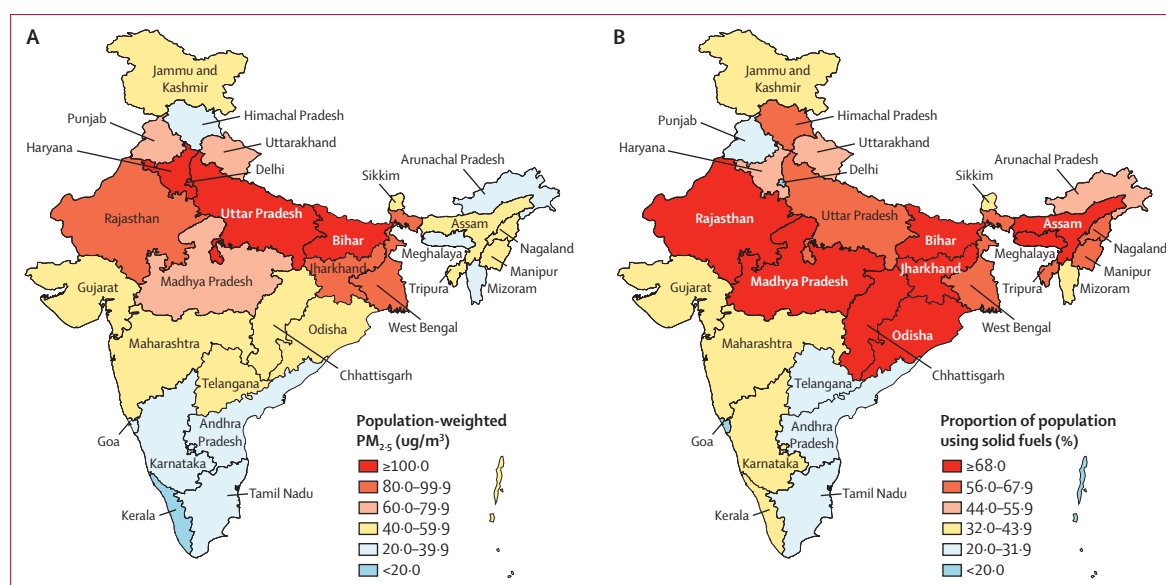 A
Jammu and
Kashmir
Himachal Pradesh
Punjab
Uttarakhand
Haryana
Delhi
Arunachal Pradesh
Sikkim
Rajasthan
Uttar Pradesh
Assam
Bihar
Nagaland
Meghalaya
Jharkhand
Manipur
Madhya Pradesh
Gujarat
Tripura
Mizoram
West Bengal
Odisha
Maharashtra
Chhattisgarh
Telangana
Goa
Andhra
Pradesh
Karnataka
Tamil Nadu
Kerala
Population-weighted
PM2·5 (ug/m³)
≥100·0
80·0–99·9
60·0–79·9
40·0–59·9
20·0–39·9
<20·0
B
Jammu and
Kashmir
Himachal Pradesh
Punjab
Uttarakhand
Haryana
Delhi
Arunachal Pradesh
Sikkim
Rajasthan
Uttar Pradesh
Assam
Bihar
Nagaland
Meghalaya
Jharkhand
Manipur
Madhya Pradesh
Gujarat
Tripura
Mizoram
West Bengal
Odisha
Maharashtra
Chhattisgarh
Telangana
Goa
Andhra
Pradesh
Karnataka
Tamil Nadu
Kerala
Proportion of population
using solid fuels (%)
≥68·0
56·0–67·9
44·0–55·9
32·0–43·9
20·0–31·9
<20·0